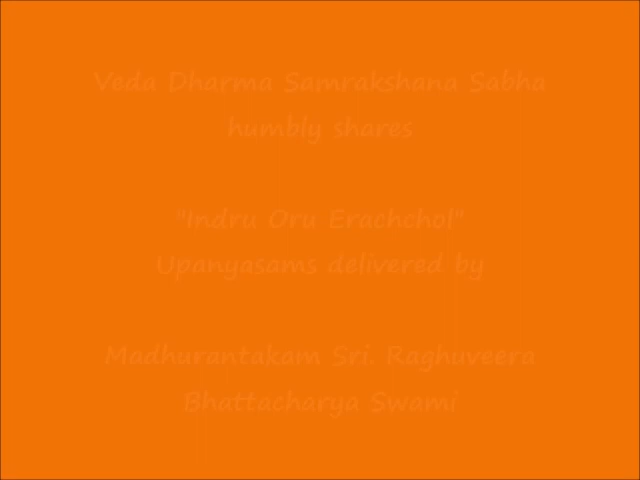 Veda Dharma Samrakshana Sabha
humbly shares
"Indru Oru Erachchol"
Upanyasams delivered by
Madhurantakam Sri. Raghuveera
Bhattacharya Swami